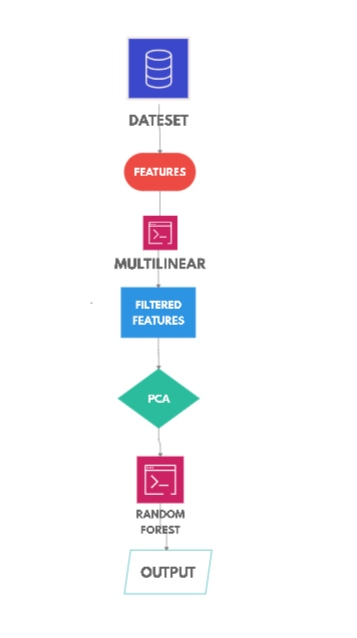 DATESET
FEATURES
MULTILINEAR
FILTERED
FEATURES
PCA
RANDOM
FOREST
OUTPUT